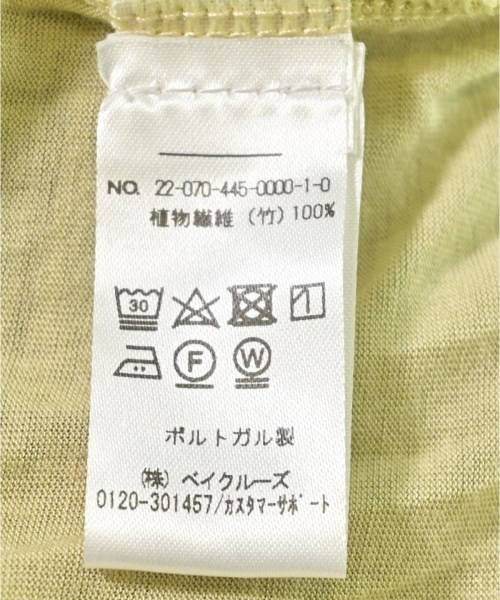 NO. 22-070-445-0000-1-0
植物繊維 (竹) 100%
30
F W
ポルトガル製
(株) ベイクルーズ
0120-301457/カスタマーサポート